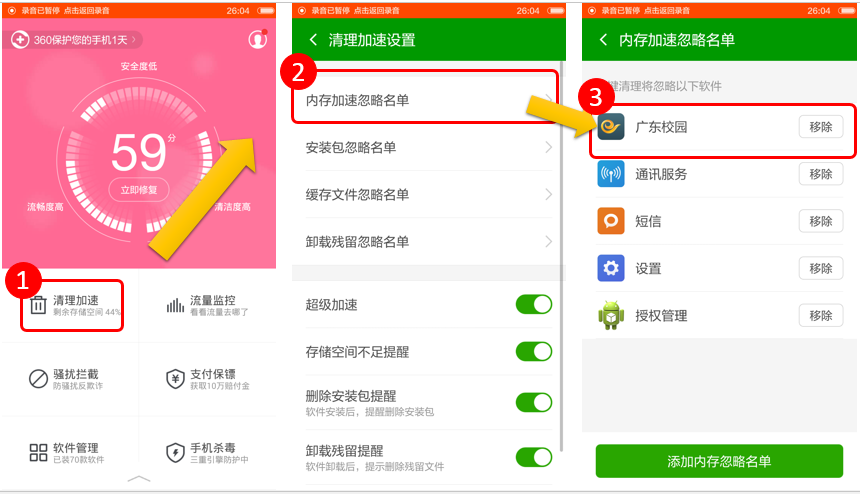 录音已暂停 点击返回录音
26:04
360保护您的手机1天
安全度低
59分
立即修复
流畅度高
清洁度高
1
清理加速
剩余存储空间 44%
流量监控
看看流量去哪了
骚扰拦截
防骚扰反欺诈
支付保镖
获取10万赔付金
软件管理
已装70款软件
手机杀毒
三重引擎防护中
录音已暂停 点击返回录音
26:04
清理加速设置
2
内存加速忽略名单
安装包忽略名单
缓存文件忽略名单
卸载残留忽略名单
超级加速
存储空间不足提醒
删除安装包提醒
软件安装后，提醒删除安装包
卸载残留提醒
软件卸载后，提示删除残留文件
录音已暂停 点击返回录音
26:04
内存加速忽略名单
3
键清理将忽略以下软件
广东校园
移除
通讯服务
移除
短信
移除
设置
移除
授权管理
移除
添加内存忽略名单